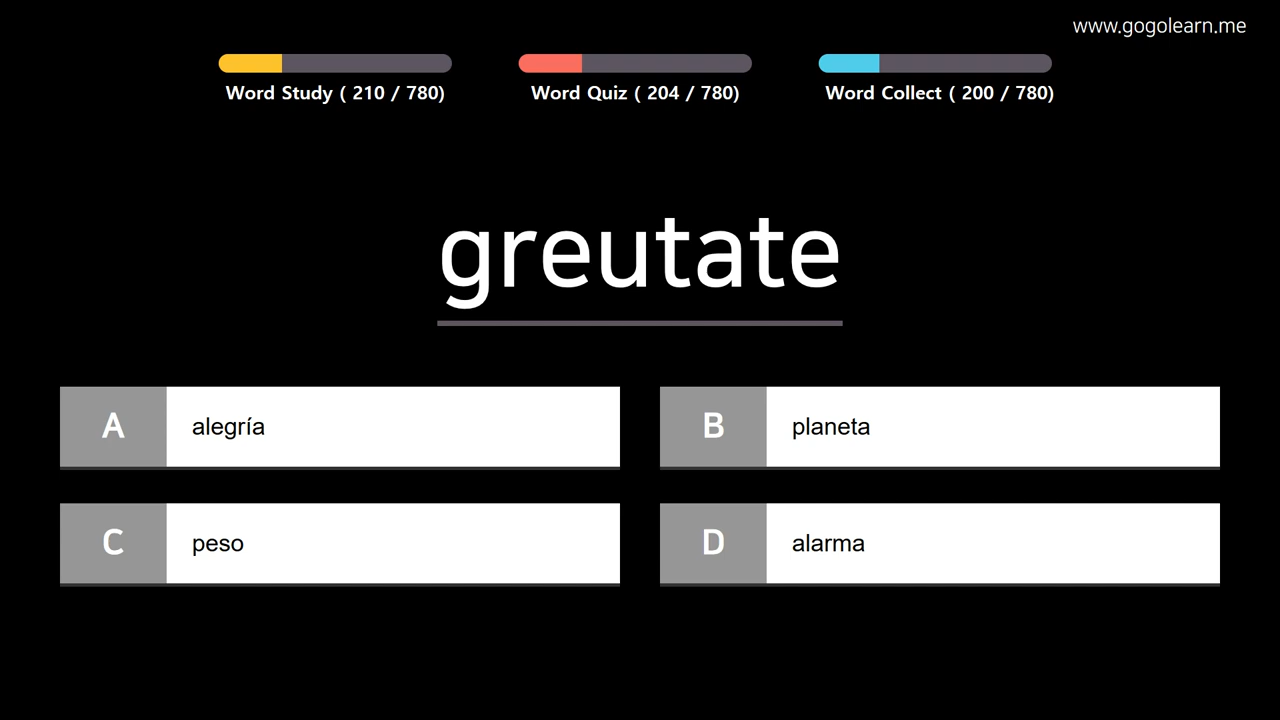 www.gogolearn.me
Word Study ( 210 / 780)
Word Quiz ( 204 / 780)
Word Collect ( 200 / 780)
greutate
A alegría
B planeta
C peso
D alarma